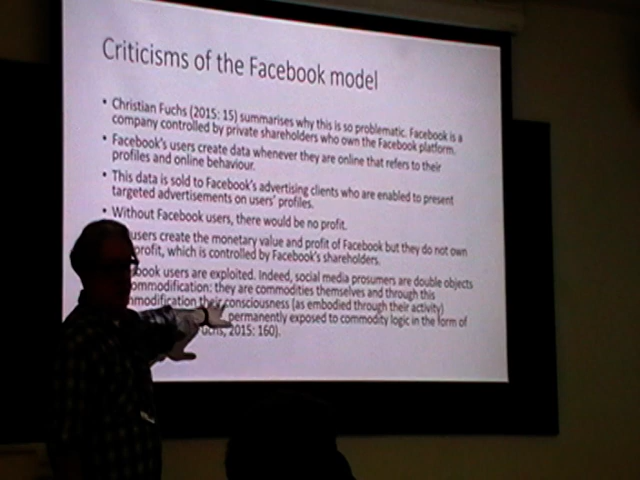 Criticisms of the Facebook model
• Christian Fuchs (2015: 15) summarises why this is so problematic. Facebook is a
company controlled by private shareholders who own the Facebook platform.
• Facebook's users create data whenever they are online that refers to their
profiles and online behaviour.
• This data is sold to Facebook's advertising clients who are enabled to present
targeted advertisements on users' profiles.
• Without Facebook users, there would be no profit.
users create the monetary value and profit of Facebook but they do not own
profit, which is controlled by Facebook's shareholders.
book users are exploited. Indeed, social media prosumers are double objects
ommodification: they are commodities themselves and through this
mmodification their consciousness (as embodied through their activity)
permanently exposed to commodity logic in the form of
uchs, 2015: 160).